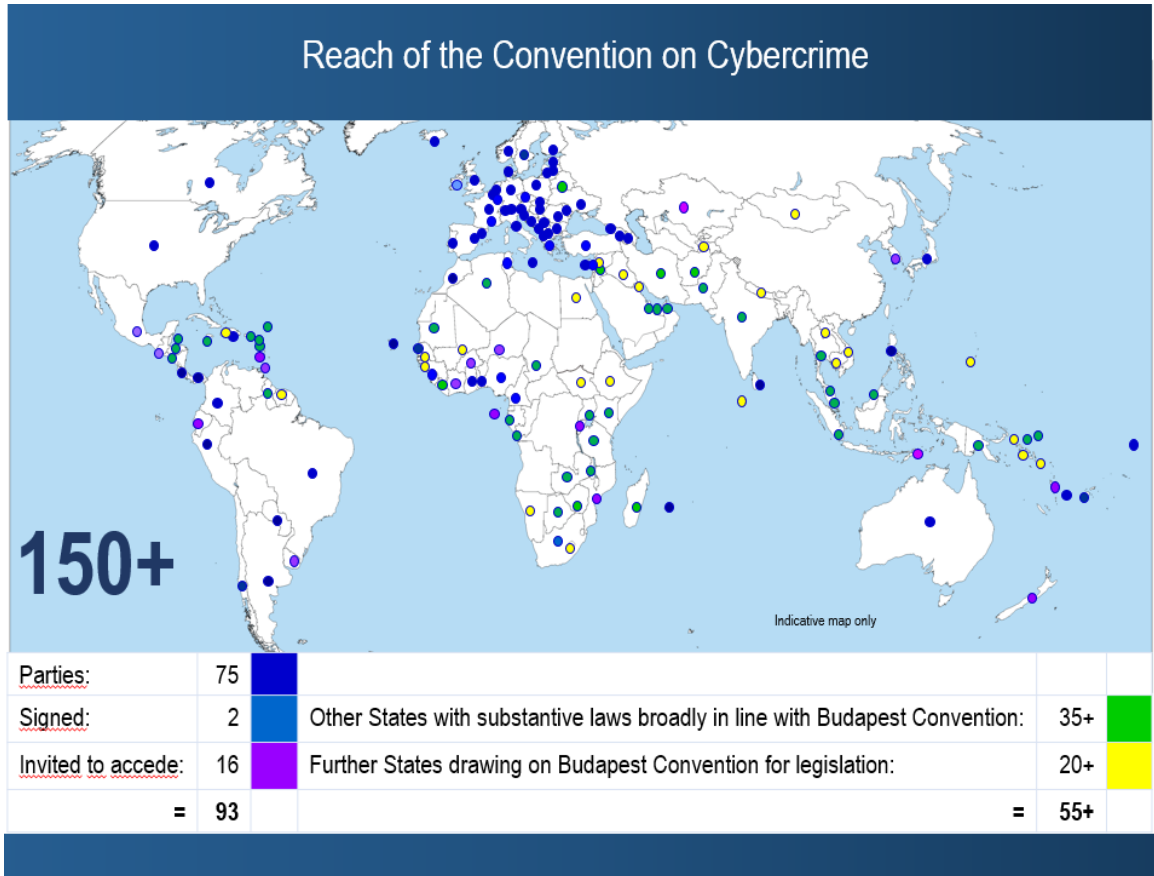 Reach of the Convention on Cybercrime
150+
Indicative map only
Parties: 75
Signed: 2 Other States with substantive laws broadly in line with Budapest Convention: 35+
Invited to accede: 16 Further States drawing on Budapest Convention for legislation: 20+
= 93 = 55+